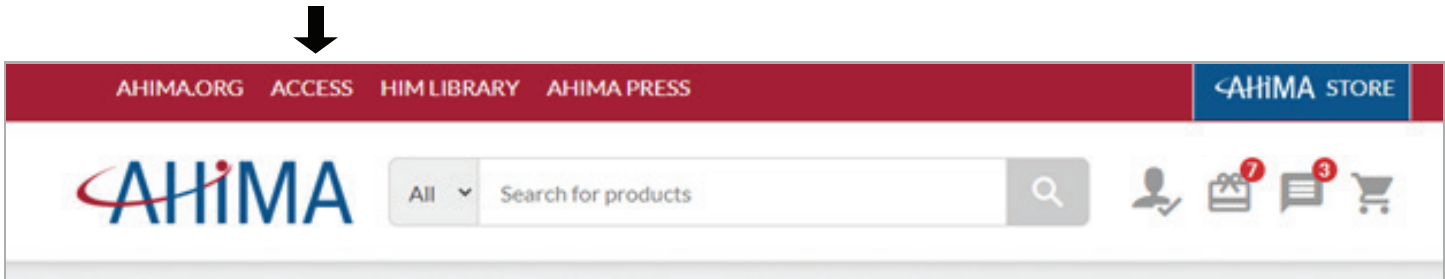 AHIMA.ORG ACCESS HIM LIBRARY AHIMA PRESS AHiMA STORE
AHiMA All Search for products 7 3